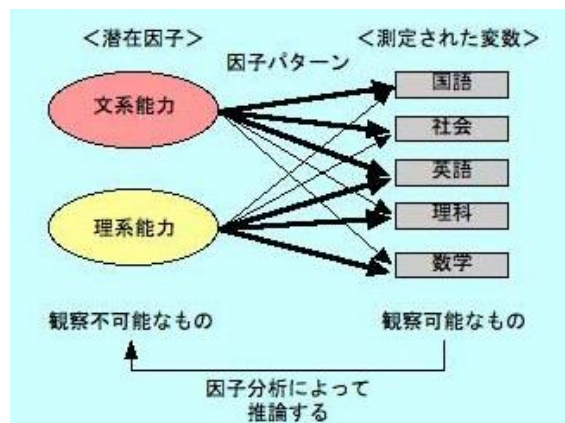 ＜潜在因子＞
＜測定された変数＞
因子パターン
文系能力
理系能力
国語
社会
英語
理科
数学
観察不可能なもの
観察可能なもの
因子分析によって
推論する